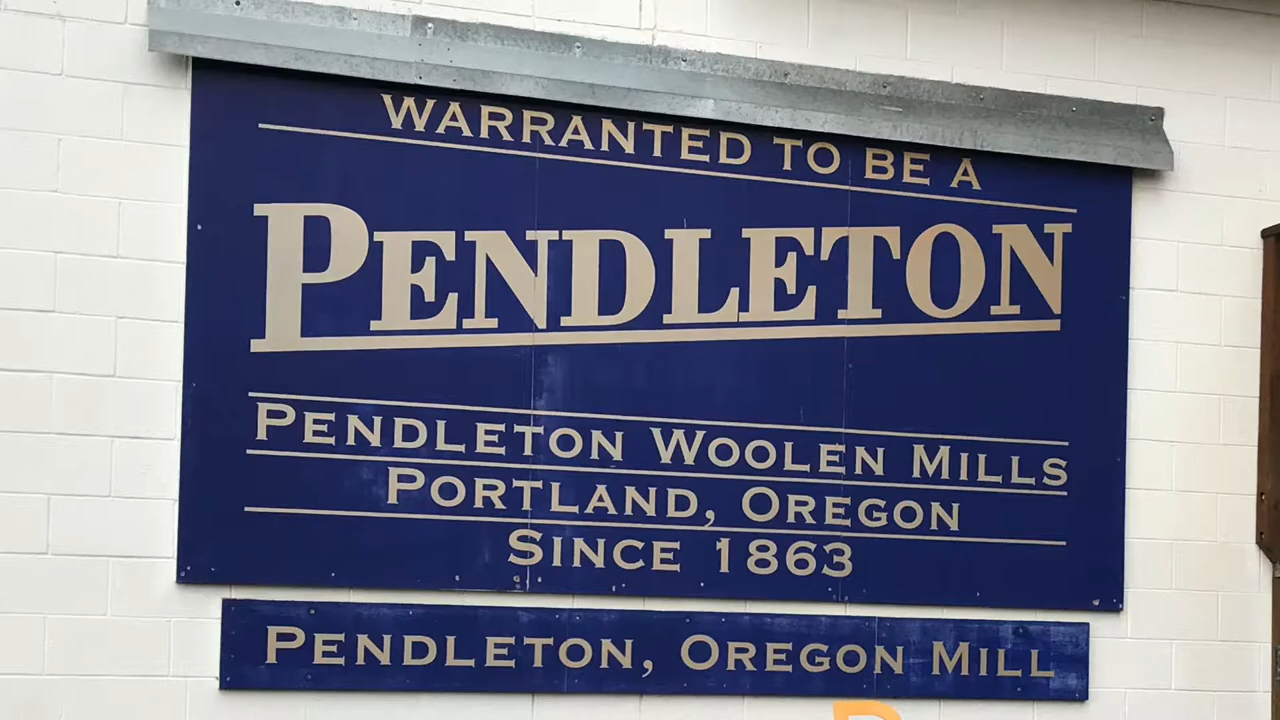 WARRANTED TO BE A
PENDLETON
PENDLETON WOOLEN MILLS
PORTLAND, OREGON
SINCE 1863
PENDLETON, OREGON MILL